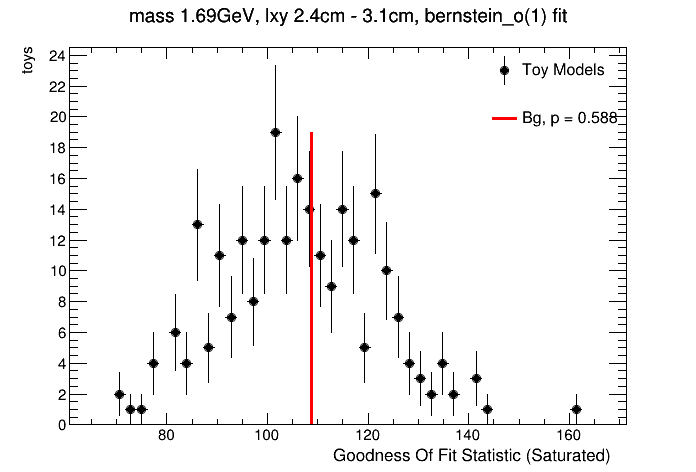 mass 1.69GeV, lxy 2.4cm - 3.1cm, bernstein_o(1) fit
toys
24
22
20
18
16
14
12
10
8
6
4
2
0
Toy Models
Bg, p = 0.588
80 100 120 140 160
Goodness Of Fit Statistic (Saturated)